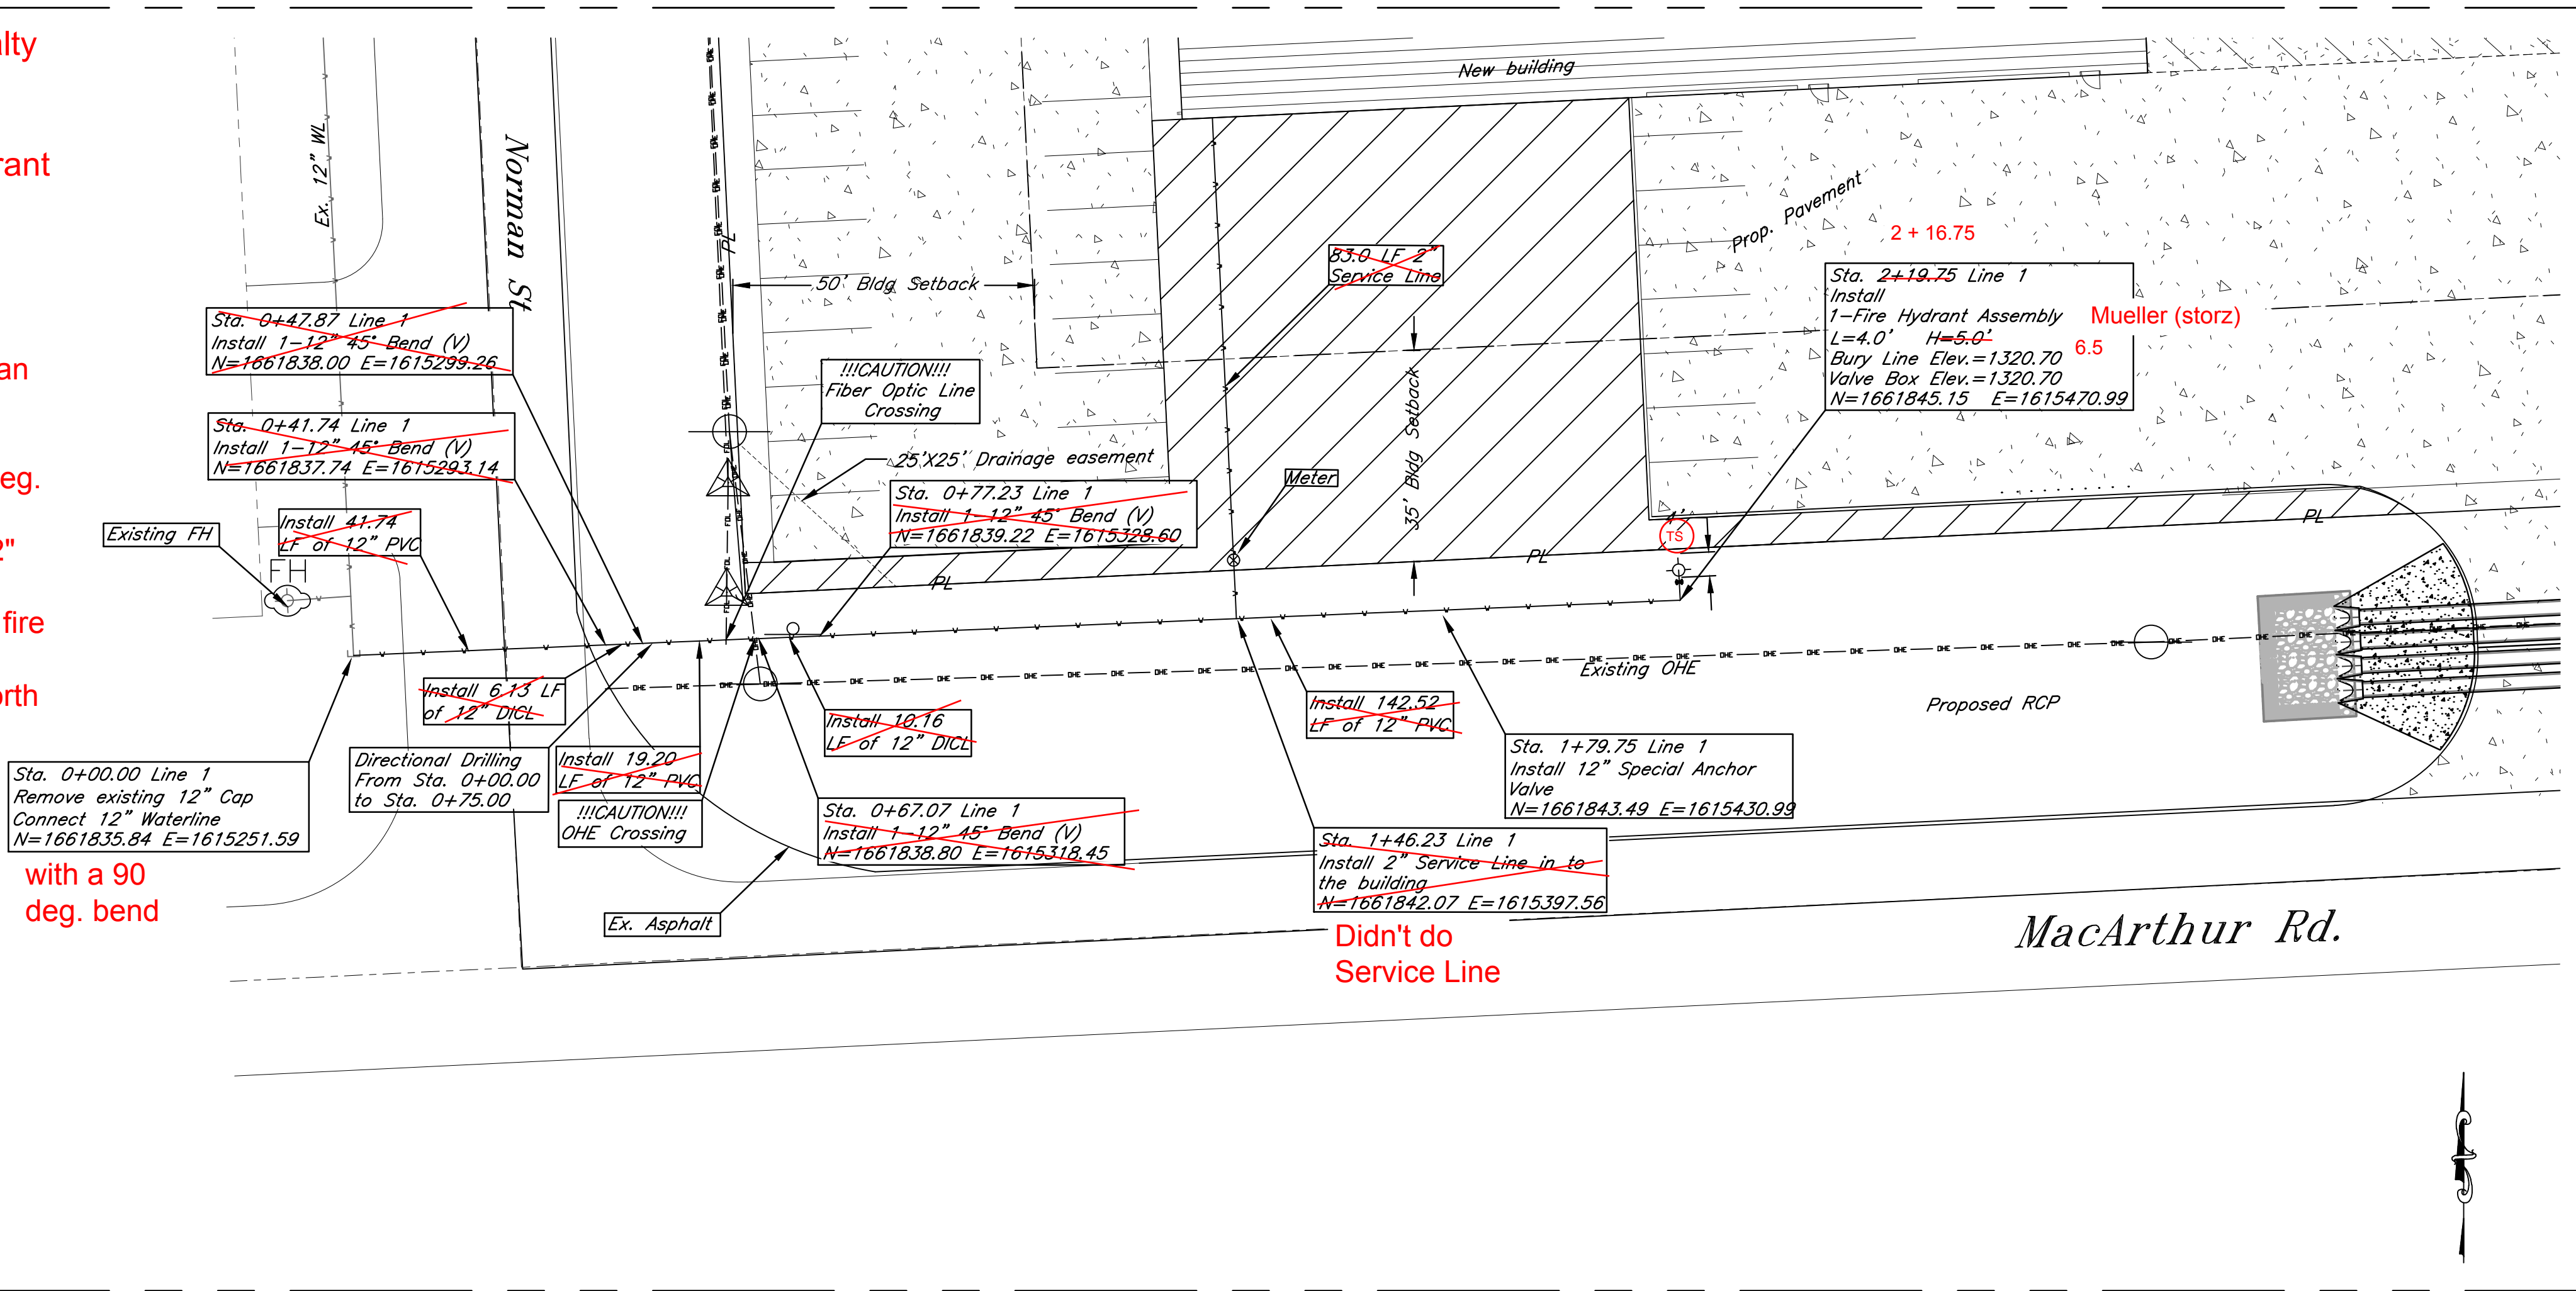 alty
rant
an
eg.
2"
fire
orth
with a 90
deg. bend
Ex. 12" WL
Norman St
PL
New building
50' Bldg Setback
83.0 LF 2"
Service Line
Prop. Pavement
2 + 16.75
Sta. 2+19.75 Line 1
Install
1-Fire Hydrant Assembly
L=4.0' H=5.0'
Bury Line Elev.=1320.70
Valve Box Elev.=1320.70
N=1661845.15 E=1615470.99
Mueller (storz)
6.5
Sta. 0+47.87 Line 1
Install 1-12" 45° Bend (V)
N=1661838.00 E=1615299.26
!!!CAUTION!!!
Fiber Optic Line
Crossing
35' Bldg Setback
Sta. 0+41.74 Line 1
Install 1-12" 45° Bend (V)
N=1661837.74 E=1615293.14
25'X25' Drainage easement
Meter
Sta. 0+77.23 Line 1
Install 1-12" 45° Bend (V)
N=1661839.22 E=1615328.60
Existing FH
Install 41.74
LF of 12" PVC
FH
4'
TS
PL
PL
PL
Install 6.13 LF
of 12" DICL
Install 10.16
LF of 12" DICL
Install 142.52
LF of 12" PVC
Existing OHE
Proposed RCP
Sta. 0+00.00 Line 1
Remove existing 12" Cap
Connect 12" Waterline
N=1661835.84 E=1615251.59
Directional Drilling
From Sta. 0+00.00
to Sta. 0+75.00
Install 19.20
LF of 12" PVC
!!!CAUTION!!!
OHE Crossing
Sta. 0+67.07 Line 1
Install 1-12" 45° Bend (V)
N=1661838.80 E=1615318.45
Sta. 1+79.75 Line 1
Install 12" Special Anchor
Valve
N=1661843.49 E=1615430.99
Sta. 1+46.23 Line 1
Install 2" Service Line in to
the building
N=1661842.07 E=1615397.56
Didn't do
Service Line
Ex. Asphalt
MacArthur Rd.